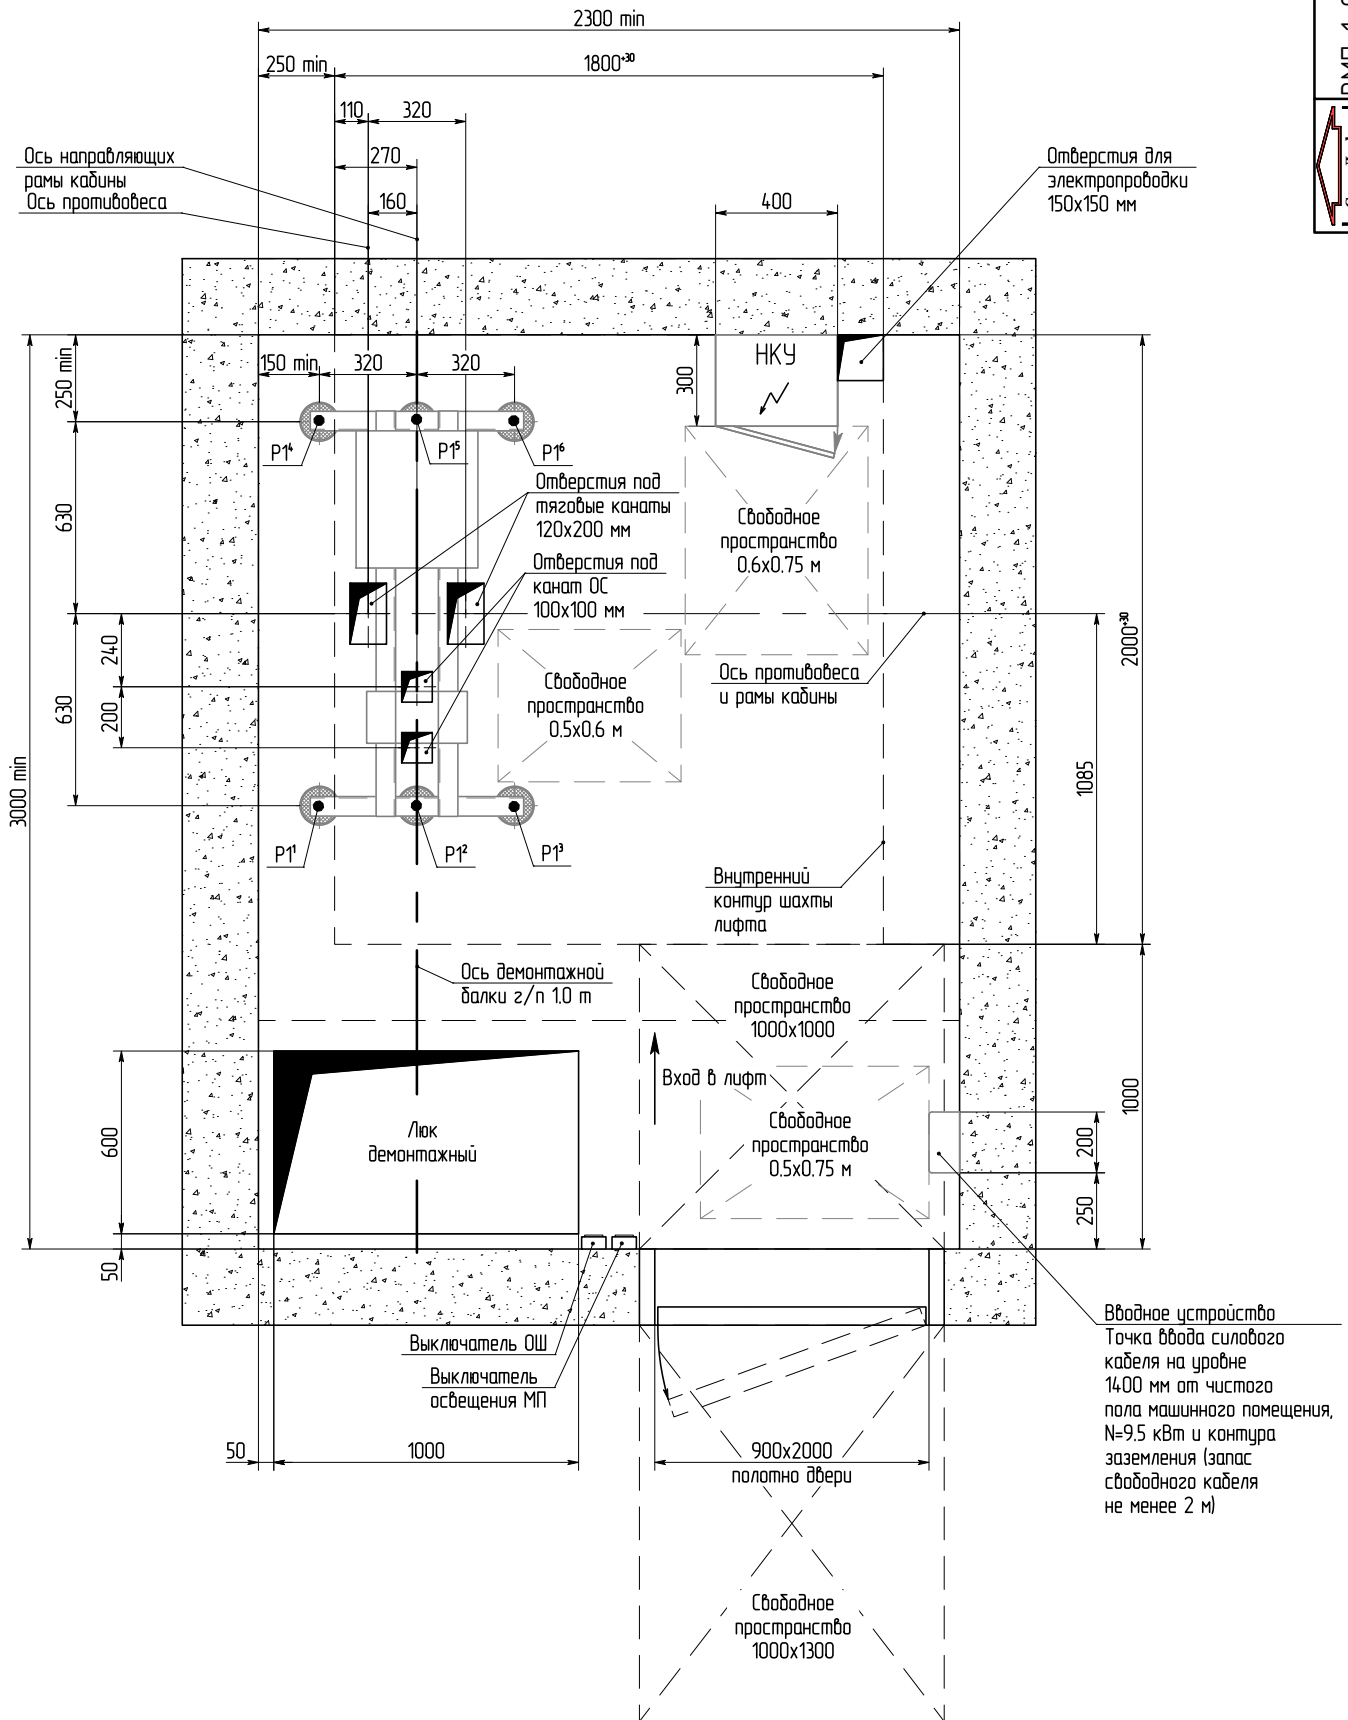 2300 min
250 min
1800⁺³⁰
110
320
270
160
400
Ось направляющих
рамы кабины
Ось противовеса
Отверстия для
электропроводки
150х150 мм
250 min
150 min
320
320
300
НКУ
P1⁴
P1⁵
P1⁶
Отверстия под
тяговые канаты
120х200 мм
Отверстия под
канат ОС
100х100 мм
Свободное
пространство
0.6х0.75 м
630
240
200
630
3000 min
2000⁺³⁰
1085
Свободное
пространство
0.5х0.6 м
Ось противовеса
и рамы кабины
P1¹
P1²
P1³
Внутренний
контур шахты
лифта
Ось демонтажной
балки г/п 1.0 т
Свободное
пространство
1000х1000
Вход в лифт
Свободное
пространство
0.5х0.75 м
1000
200
250
600
50
Люк
демонтажный
Выключатель ОШ
Выключатель
освещения МП
50
1000
900х2000
полотно двери
Вводное устройство
Точка ввода силового
кабеля на уровне
1400 мм от чистого
пола машинного помещения,
N=9.5 кВт и контура
заземления (запас
свободного кабеля
не менее 2 м)
Свободное
пространство
1000х1300